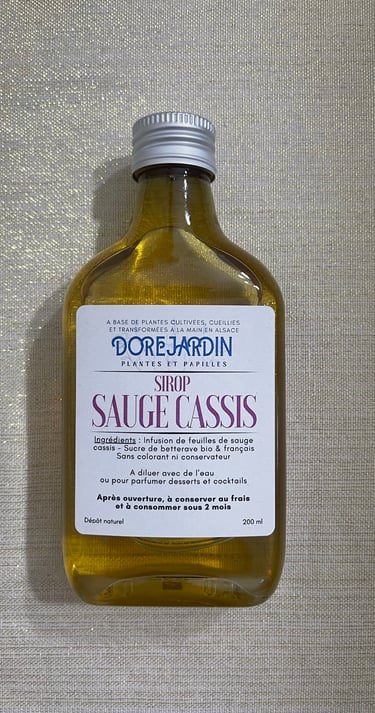 A BASE DE PLANTES CULTIVÉES, CUEILLIES
ET TRANSFORMÉES À LA MAIN EN ALSACE
DOREJARDIN
PLANTES ET PAPILLES
SIROP
SAUGE CASSIS
Ingrédients : Infusion de feuilles de sauge
cassis - Sucre de betterave bio & français
Sans colorant ni conservateur
A diluer avec de l'eau
ou pour parfumer desserts et cocktails
Après ouverture, à conserver au frais
et à consommer sous 2 mois
Dépôt naturel
200 ml